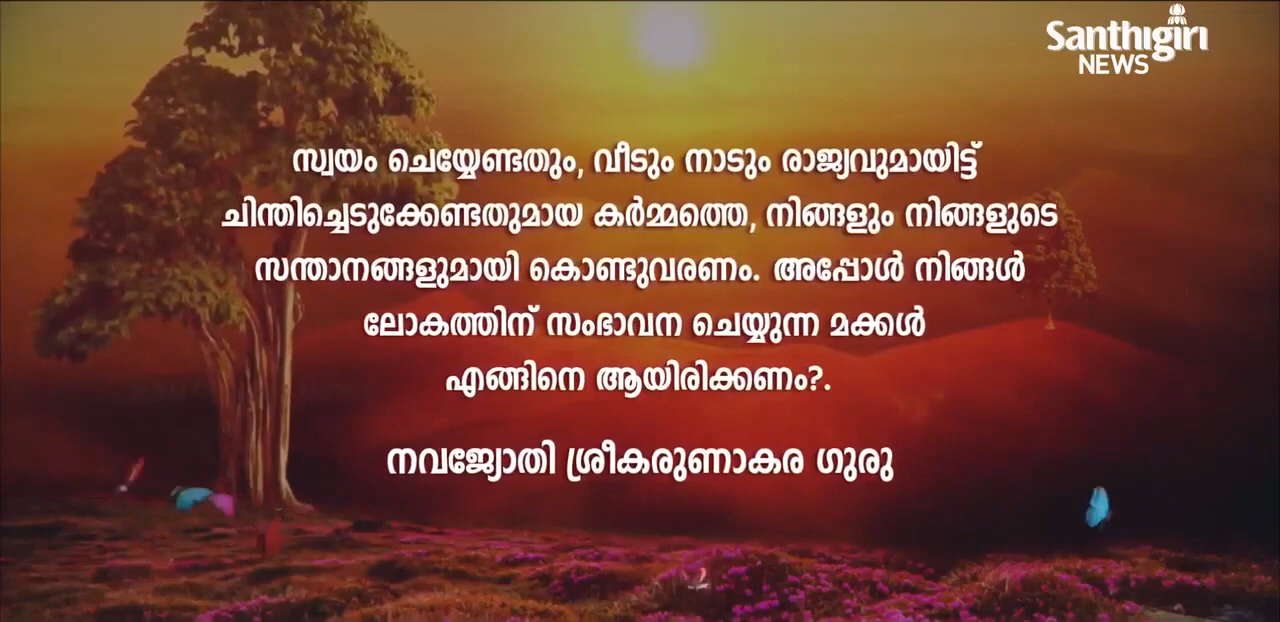 Santhigiri
NEWS
സ്വയം ചെയ്യേണ്ടതും, വീടും നാടും രാജ്യവുമായിട്ട്
ചിന്തിച്ചെടുക്കേണ്ടതുമായ കർമ്മത്തെ, നിങ്ങളും നിങ്ങളുടെ
സന്താനങ്ങളുമായി കൊണ്ടുവരണം. അപ്പോൾ നിങ്ങൾ
ലോകത്തിന് സംഭാവന ചെയ്യുന്ന മക്കൾ
എങ്ങിനെ ആയിരിക്കണം?.
നവജ്യോതി ശ്രീകരുണാകര ഗുരു